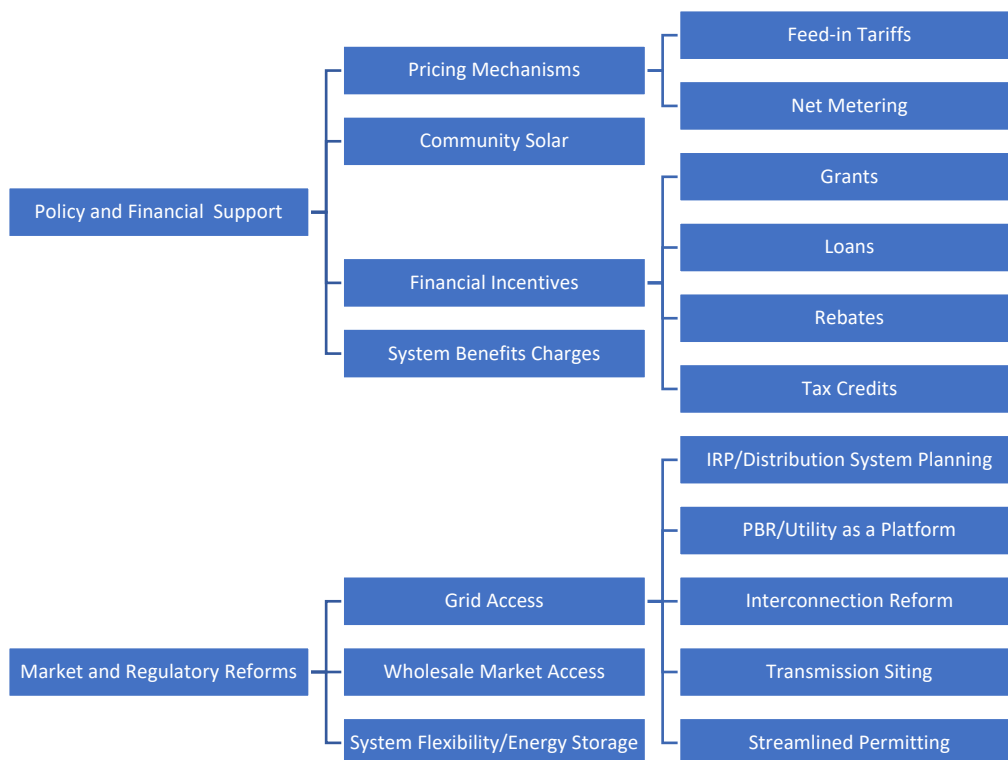 Policy and Financial  Support
Pricing Mechanisms
Feed-in Tariffs
Net Metering
Community Solar
Financial Incentives
Grants
Loans
Rebates
Tax Credits
System Benefits Charges
Market and Regulatory Reforms
Grid Access
IRP/Distribution System Planning
PBR/Utility as a Platform
Interconnection Reform
Transmission Siting
Streamlined Permitting
Wholesale Market Access
System Flexibility/Energy Storage